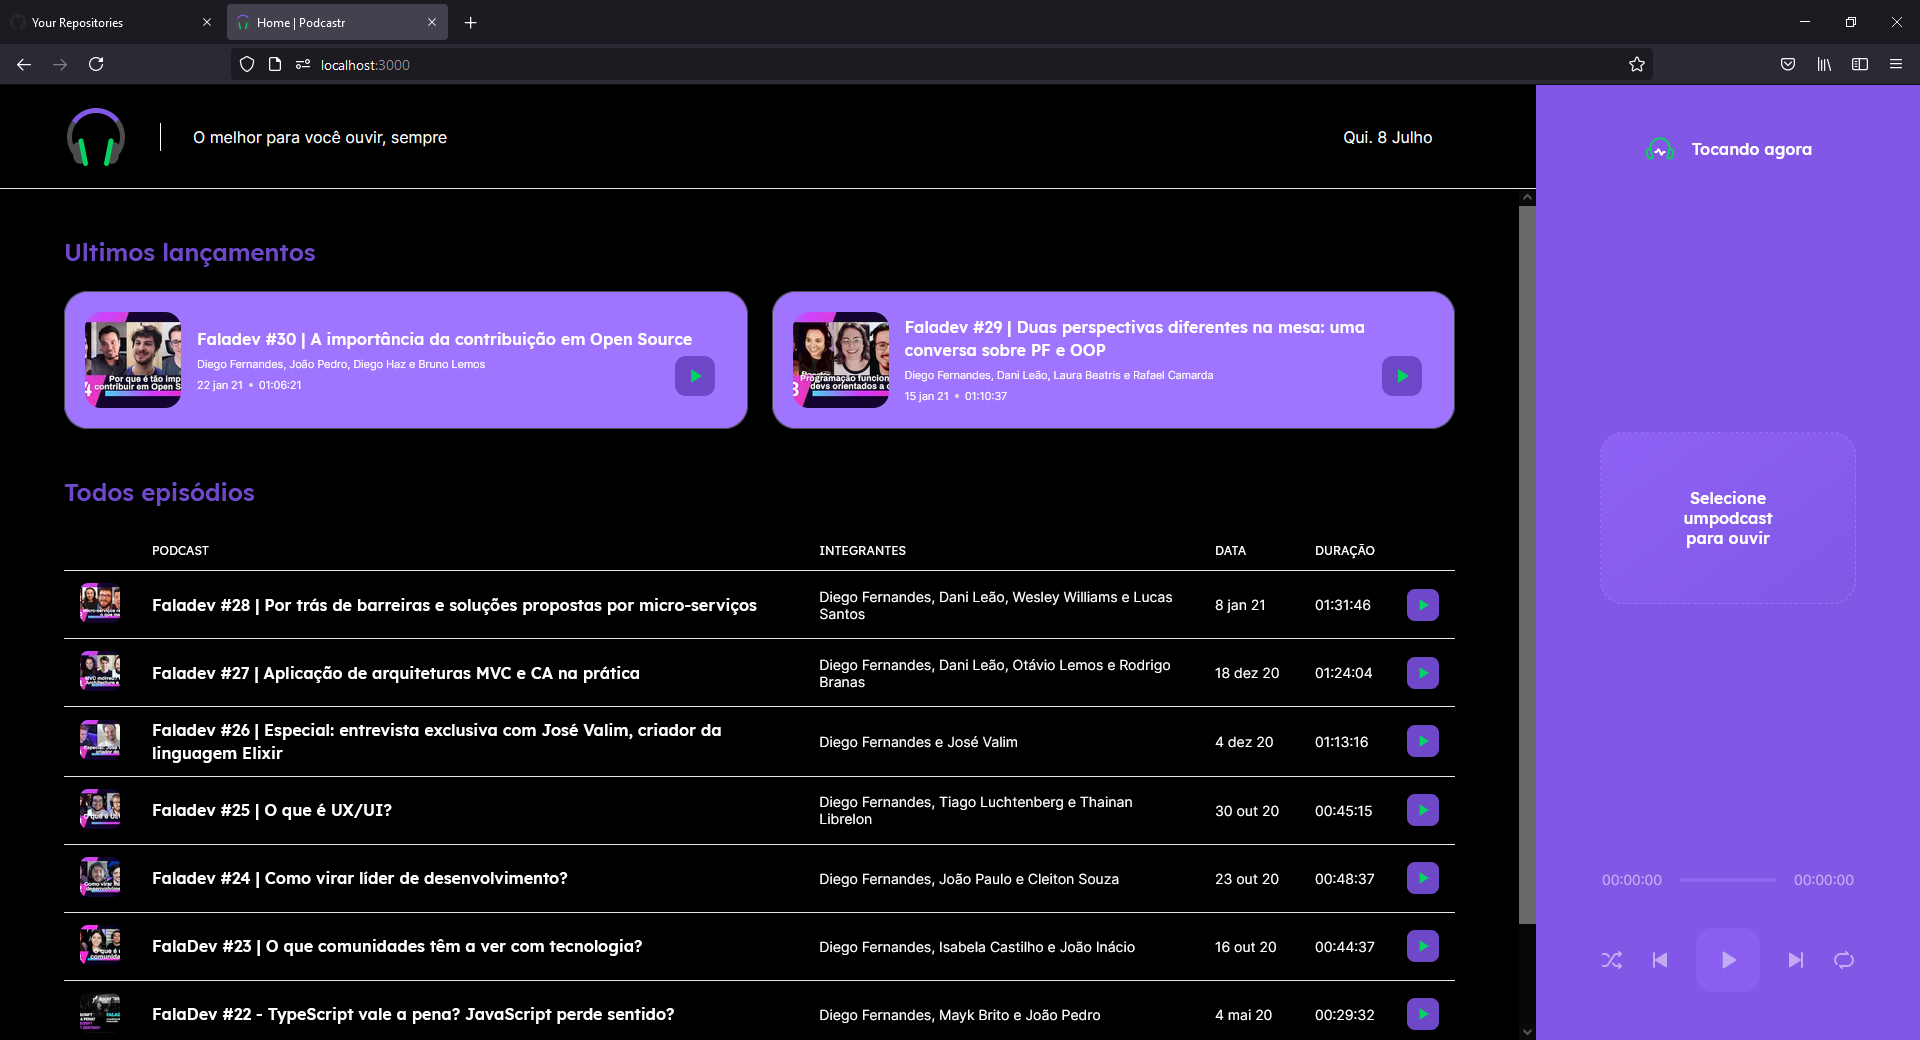 Your Repositories
Home | Podcastr
localhost:3000
O melhor para você ouvir, sempre
Qui. 8 Julho
Tocando agora
Ultimos lançamentos
Faladev #30 | A importância da contribuição em Open Source
Diego Fernandes, João Pedro, Diego Haz e Bruno Lemos
22 jan 21 • 01:06:21
Por que é tão imp
contribuir em Open S
Faladev #29 | Duas perspectivas diferentes na mesa: uma
conversa sobre PF e OOP
Diego Fernandes, Dani Leão, Laura Beatris e Rafael Camarda
15 jan 21 • 01:10:37
Programação funcion
devs orientados a
Todos episódios
PODCAST INTEGRANTES DATA DURAÇÃO
Faladev #28 | Por trás de barreiras e soluções propostas por micro-serviços
Diego Fernandes, Dani Leão, Wesley Williams e Lucas
Santos
8 jan 21
01:31:46
Faladev #27 | Aplicação de arquiteturas MVC e CA na prática
Diego Fernandes, Dani Leão, Otávio Lemos e Rodrigo
Branas
18 dez 20
01:24:04
Faladev #26 | Especial: entrevista exclusiva com José Valim, criador da
linguagem Elixir
Diego Fernandes e José Valim
4 dez 20
01:13:16
Faladev #25 | O que é UX/UI?
Diego Fernandes, Tiago Luchtenberg e Thainan
Librelon
30 out 20
00:45:15
Faladev #24 | Como virar líder de desenvolvimento?
Diego Fernandes, João Paulo e Cleiton Souza
23 out 20
00:48:37
FalaDev #23 | O que comunidades têm a ver com tecnologia?
Diego Fernandes, Isabela Castilho e João Inácio
16 out 20
00:44:37
FalaDev #22 - TypeScript vale a pena? JavaScript perde sentido?
Diego Fernandes, Mayk Brito e João Pedro
4 mai 20
00:29:32
Selecione
umpodcast
para ouvir
00:00:00
00:00:00